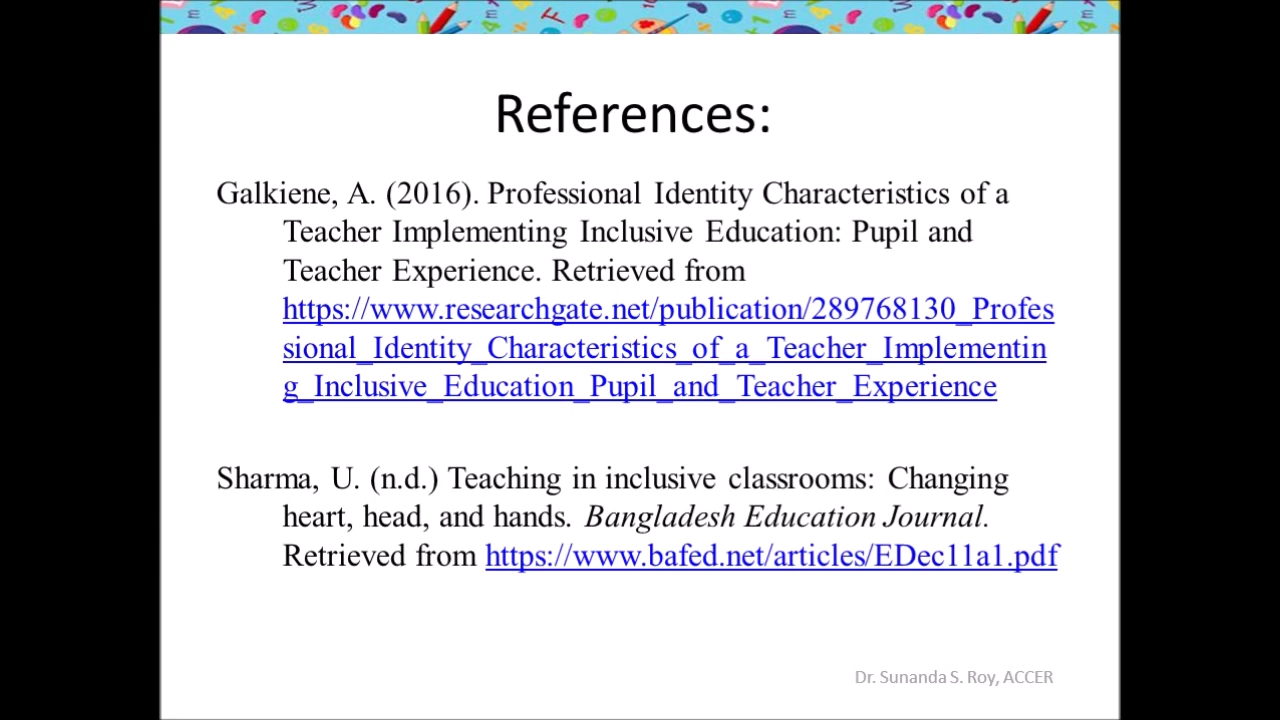 References:
Galkiene, A. (2016). Professional Identity Characteristics of a
Teacher Implementing Inclusive Education: Pupil and
Teacher Experience. Retrieved from
https://www.researchgate.net/publication/289768130_Profes
sional_Identity_Characteristics_of_a_Teacher_Implementin
g_Inclusive_Education_Pupil_and_Teacher_Experience
Sharma, U. (n.d.) Teaching in inclusive classrooms: Changing
heart, head, and hands. Bangladesh Education Journal.
Retrieved from https://www.bafed.net/articles/EDec11a1.pdf
Dr. Sunanda S. Roy, ACCER